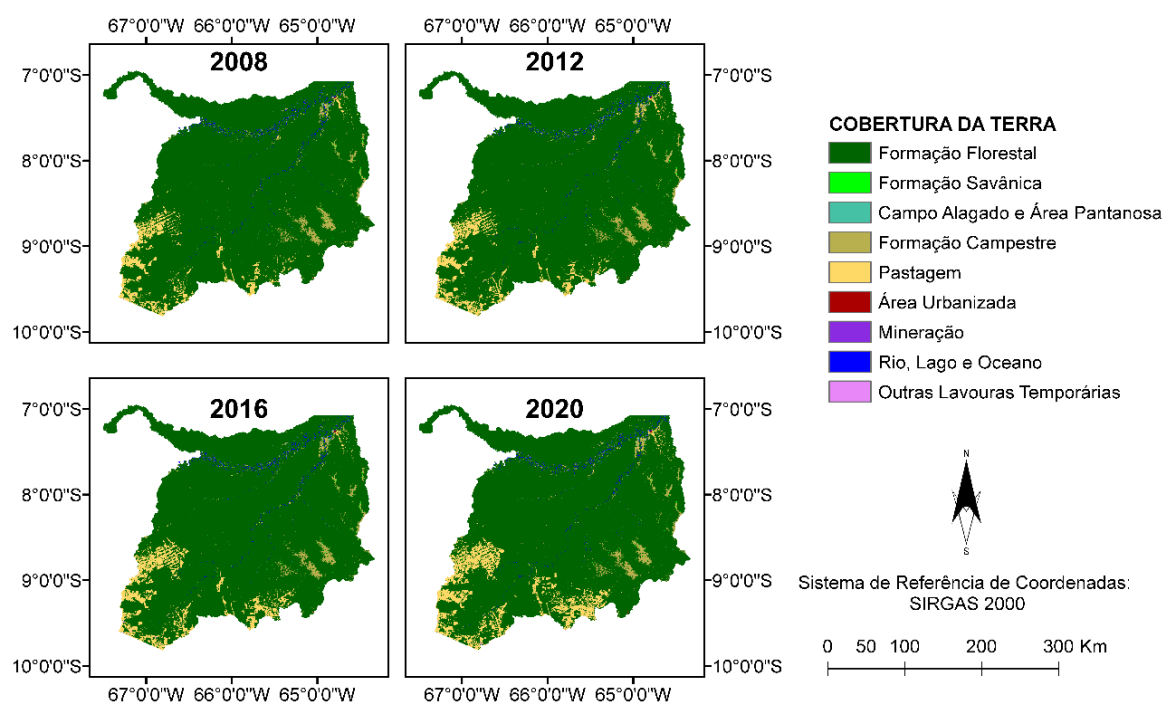 67°0'0"W 66°0'0"W 65°0'0"W
67°0'0"W 66°0'0"W 65°0'0"W
2008
2012
7°0'0"S
8°0'0"S
9°0'0"S
10°0'0"S
7°0'0"S
8°0'0"S
9°0'0"S
10°0'0"S
2016
2020
7°0'0"S
8°0'0"S
9°0'0"S
10°0'0"S
7°0'0"S
8°0'0"S
9°0'0"S
10°0'0"S
67°0'0"W 66°0'0"W 65°0'0"W
67°0'0"W 66°0'0"W 65°0'0"W
COBERTURA DA TERRA
Formação Florestal
Formação Savânica
Campo Alagado e Área Pantanosa
Formação Campestre
Pastagem
Área Urbanizada
Mineração
Rio, Lago e Oceano
Outras Lavouras Temporárias
N
S
Sistema de Referência de Coordenadas:
SIRGAS 2000
0 50 100 200 300 Km